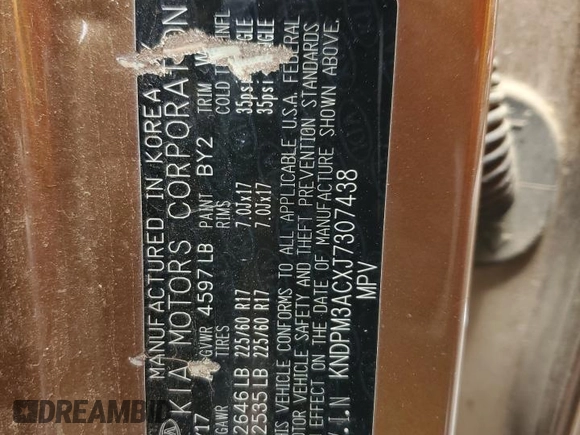 MANUFACTURED IN KOREA
KIA MOTORS CORPORATION
/17 GVWR 4597 LB PAINT BY2 TRIM
GAWR TIRES RIMS COLD
2646 LB 225/60 R17 7.0Jx17 35psi
2535 LB 225/60 R17 7.0Jx17 35psi
THIS VEHICLE CONFORMS TO ALL APPLICABLE U.S.A. FEDERAL
MOTOR VEHICLE SAFETY AND THEFT PREVENTION STANDARDS
EFFECT ON THE DATE OF MANUFACTURE SHOWN ABOVE.
V.I.N KNDPM3ACXJ7307438
MPV
DREAMBID